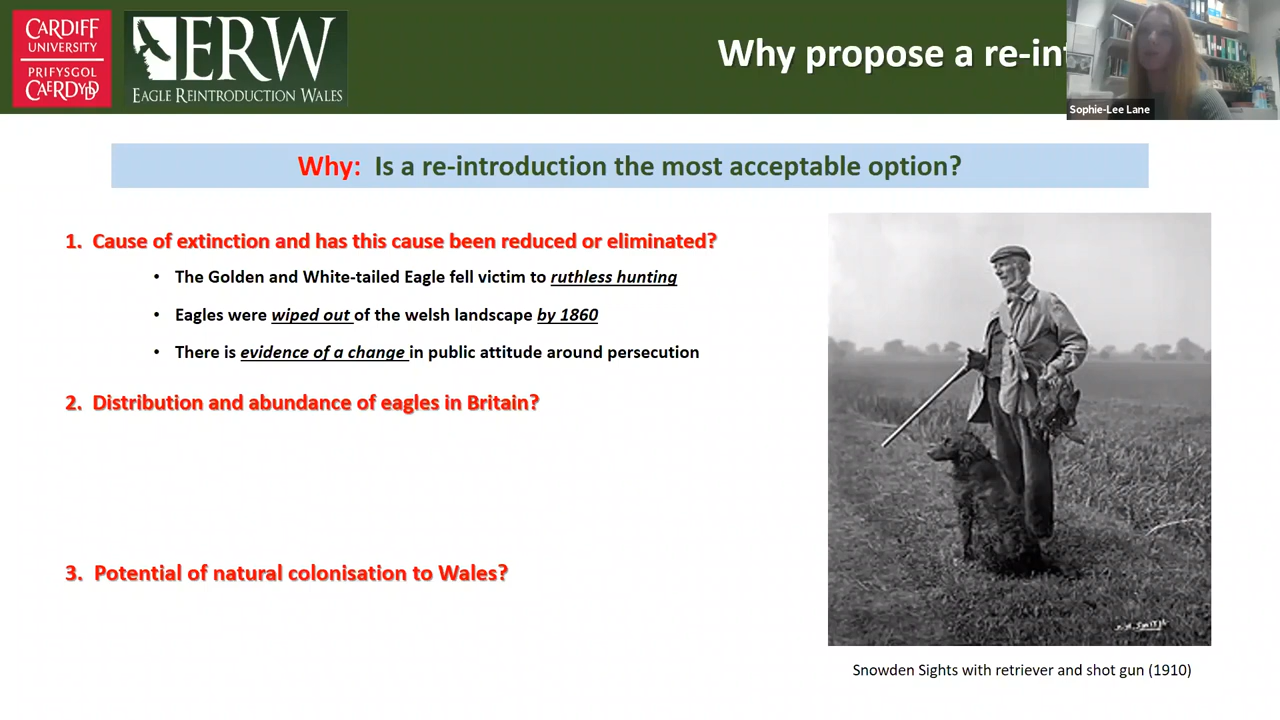 CARDIFF
UNIVERSITY
PRIFYSGOL
CAERDYDD
ERW
EAGLE REINTRODUCTION WALES
Why propose a re-in
Sophie-Lee Lane
Why: Is a re-introduction the most acceptable option?
1. Cause of extinction and has this cause been reduced or eliminated?
• The Golden and White-tailed Eagle fell victim to ruthless hunting
• Eagles were wiped out of the welsh landscape by 1860
• There is evidence of a change in public attitude around persecution
2. Distribution and abundance of eagles in Britain?
3. Potential of natural colonisation to Wales?
Snowden Sights with retriever and shot gun (1910)